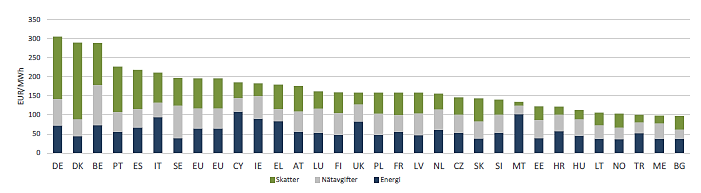 350
300
250
200
150
100
50
0
EUR/MWh
DE DK BE PT ES IT SE EU EU CY IE EL AT LU FI UK PL FR LV NL CZ SK SI MT EE HR HU LT NO TR ME BG
Skatter Nätavgifter Energi